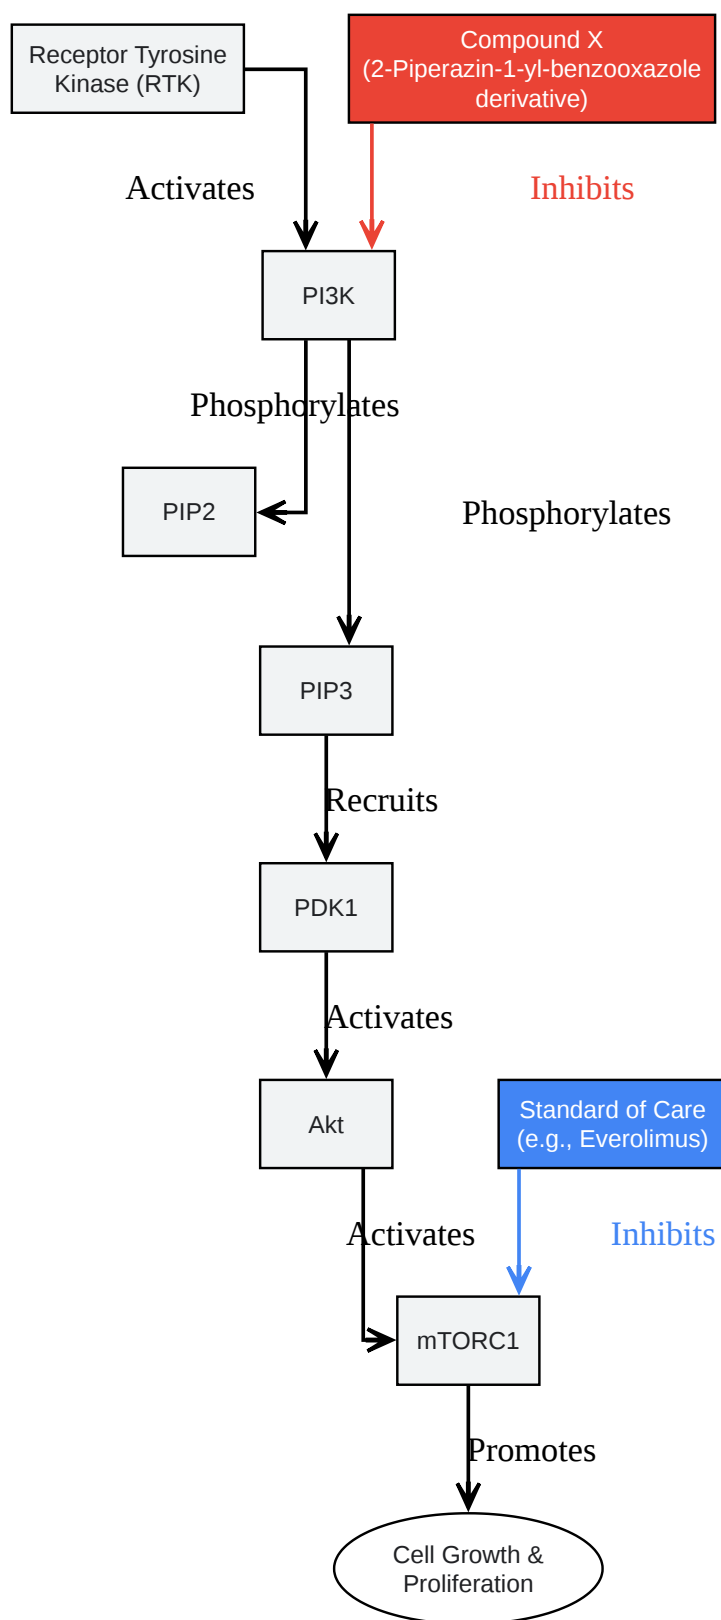 Receptor Tyrosine
Kinase (RTK)
Compound X
(2-Piperazin-1-yl-benzooxazole
derivative)
Activates
Inhibits
PI3K
Phosphorylates
PIP2
Phosphorylates
PIP3
Recruits
PDK1
Activates
Akt
Standard of Care
(e.g., Everolimus)
Activates
Inhibits
mTORC1
Promotes
Cell Growth &
Proliferation